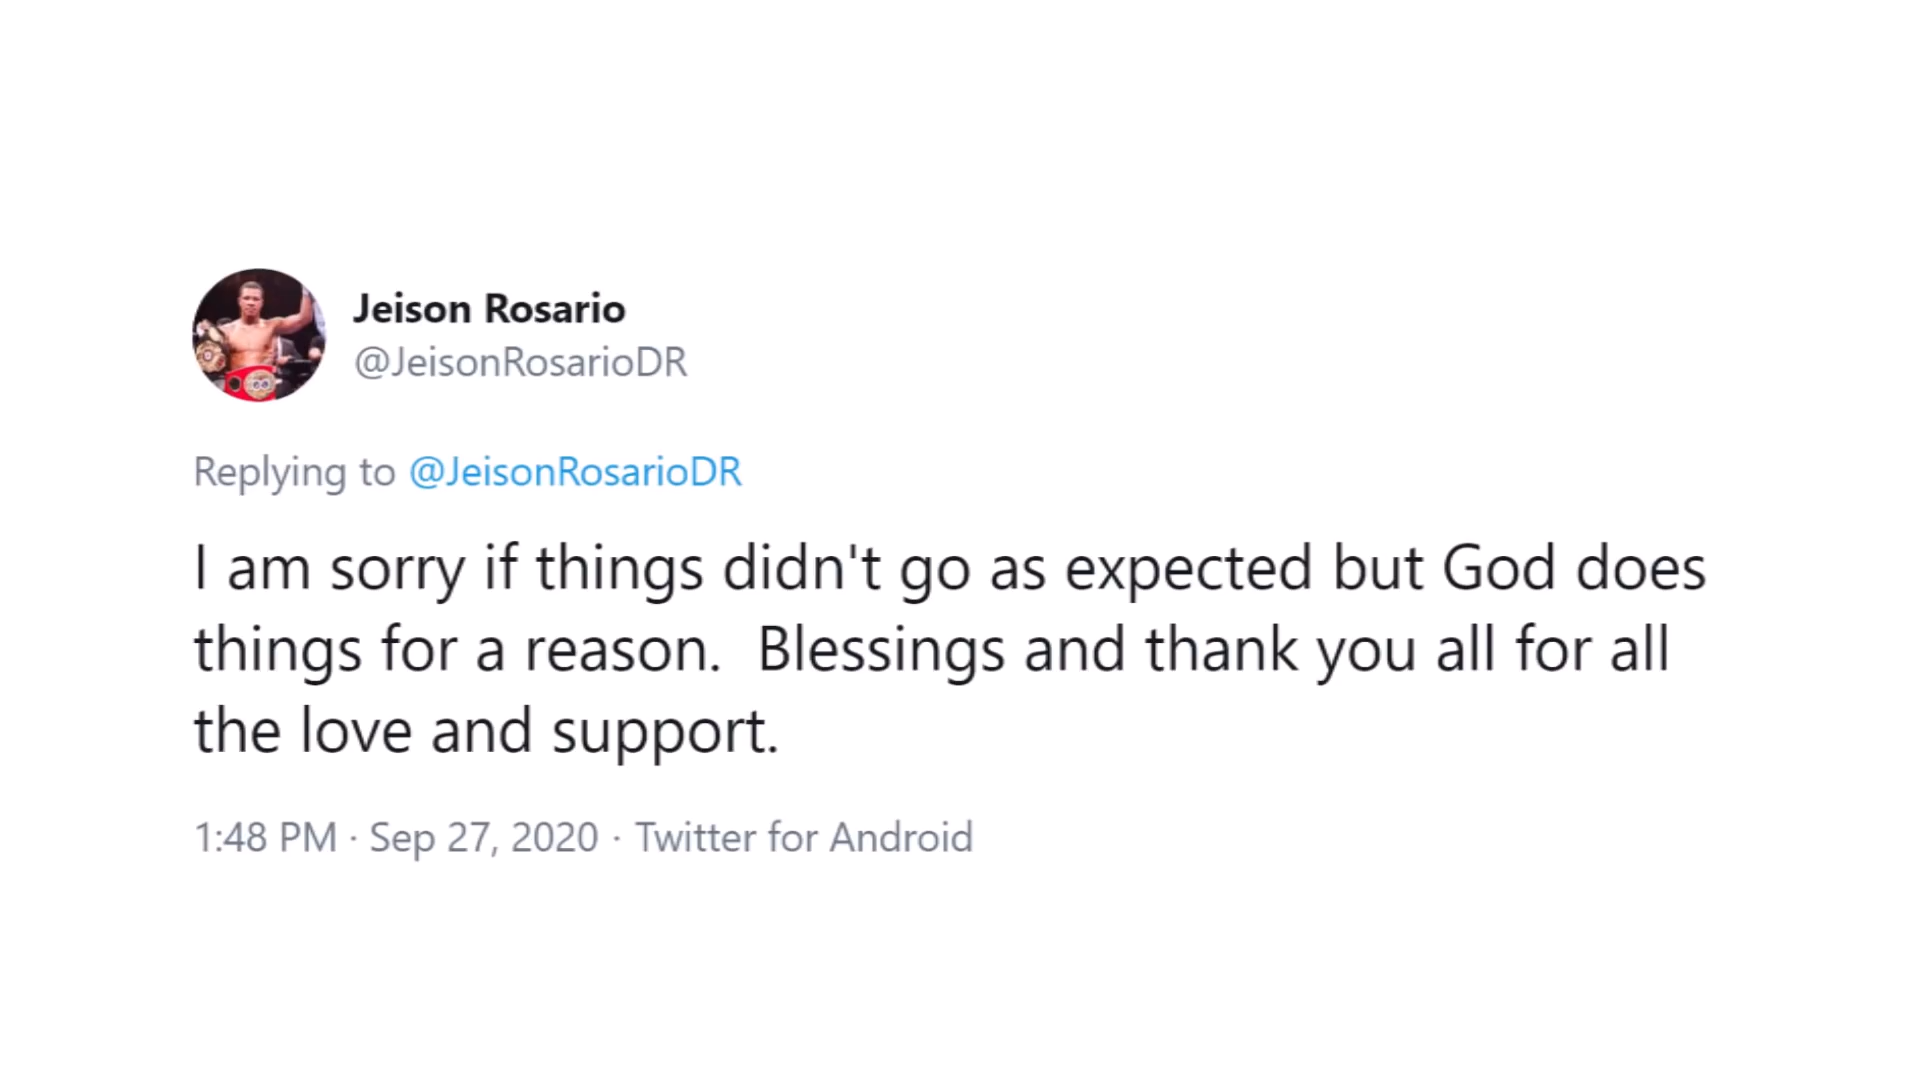 Jeison Rosario
@JeisonRosarioDR
Replying to @JeisonRosarioDR
I am sorry if things didn't go as expected but God does
things for a reason.  Blessings and thank you all for all
the love and support.
1:48 PM · Sep 27, 2020 · Twitter for Android